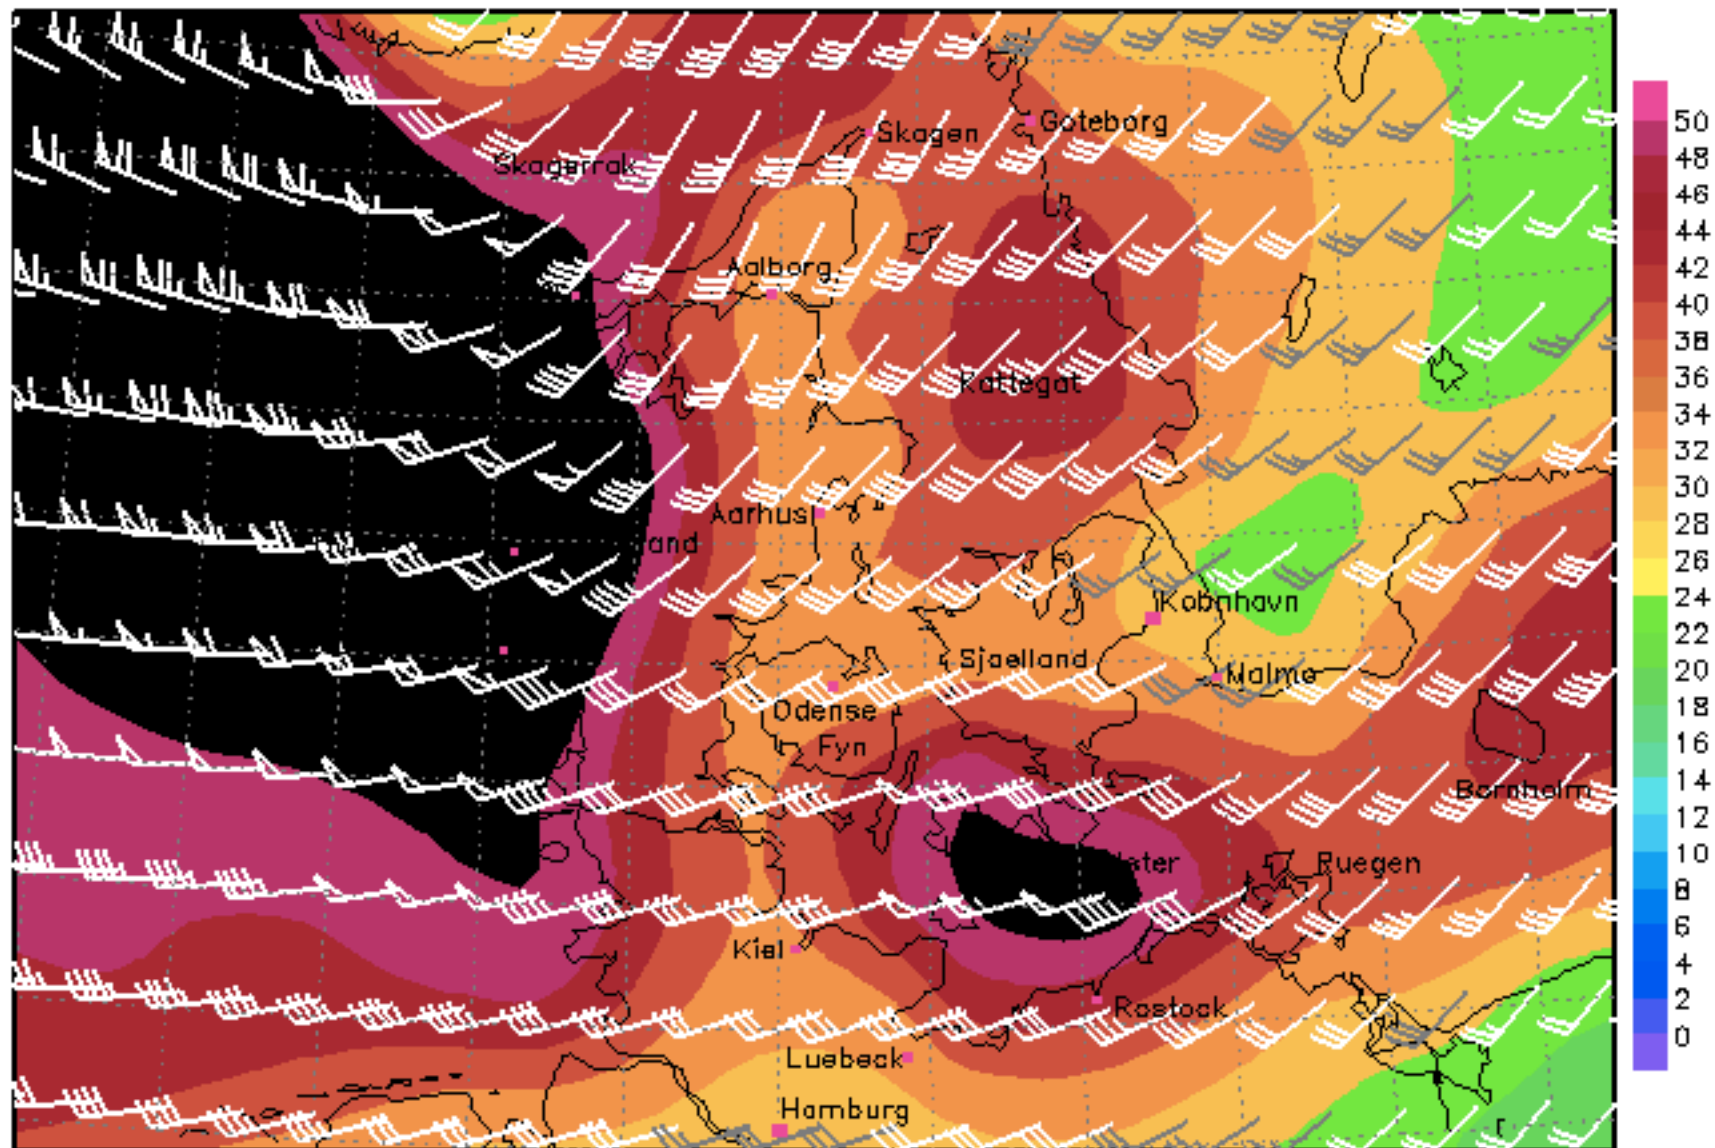 Goteborg
Skagen
Skagerrak
Aalborg
Kattegat
Aarhus
and
Kobnhavn
Sjaelland
Malmo
Odense
Fyn
Bornholm
ster
Ruegen
Kiel
Rostock
Luebeck
Hamburg
50
48
46
44
42
40
38
36
34
32
30
28
26
24
22
20
18
16
14
12
10
8
6
4
2
0